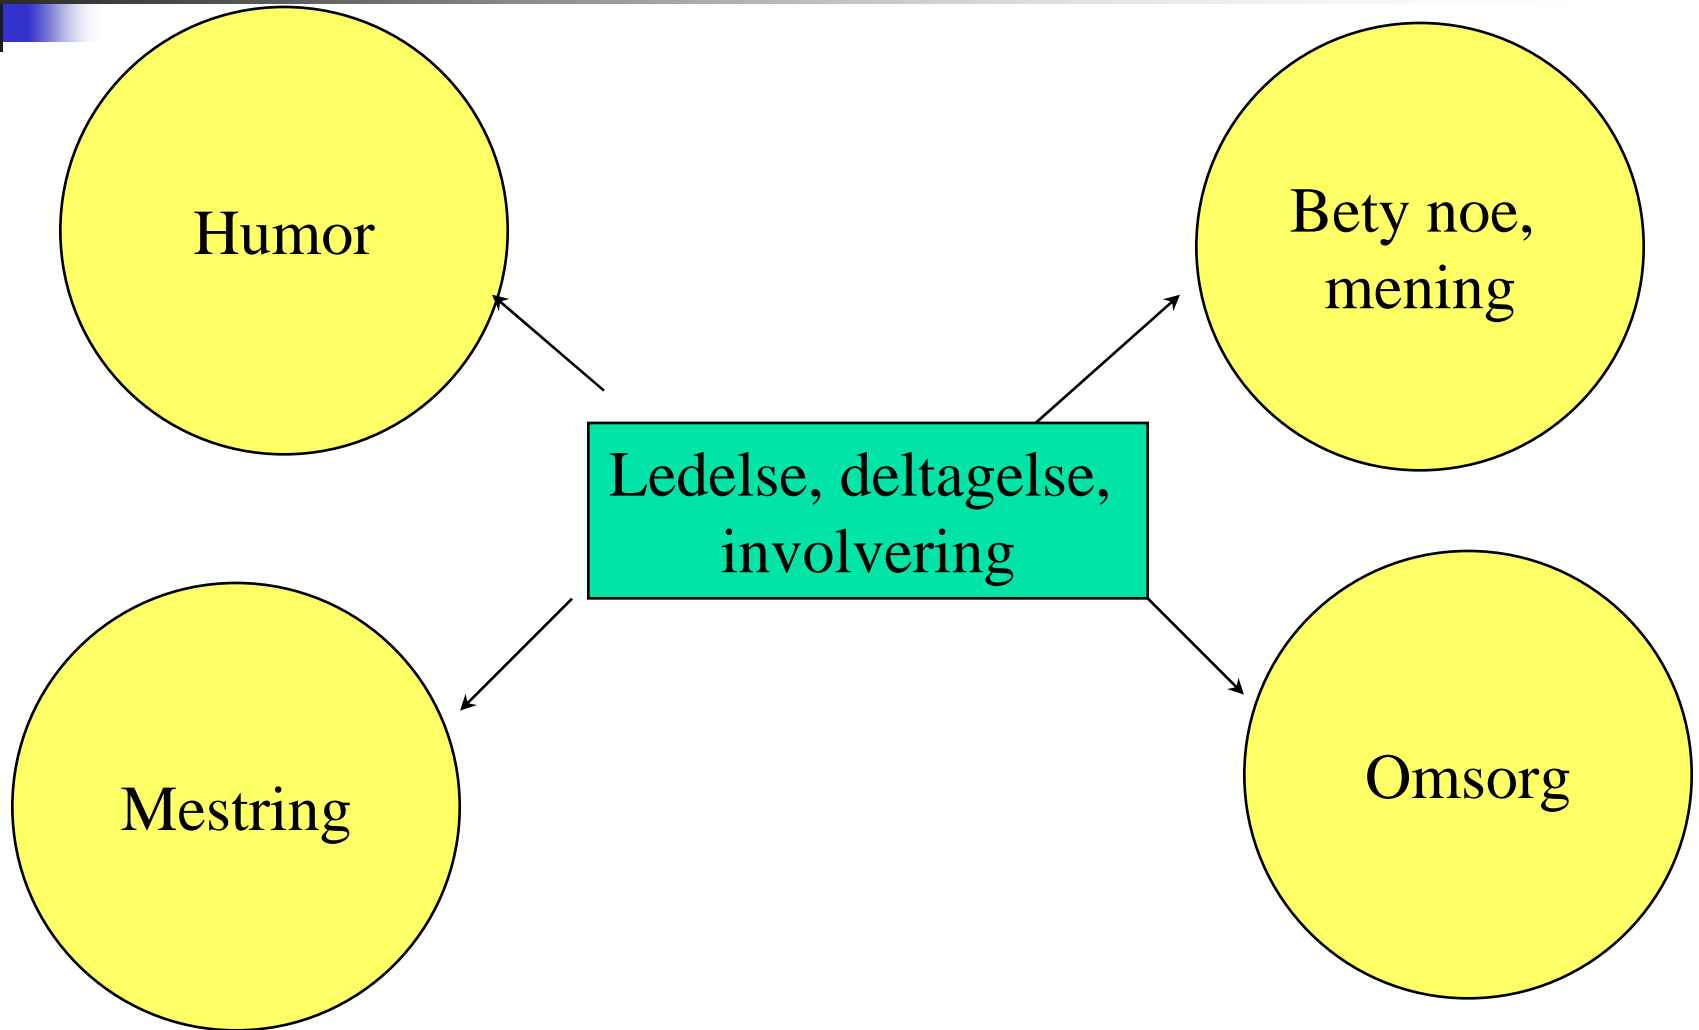 Humor
Bety noe,
mening
Ledelse, deltagelse,
involvering
Mestring
Omsorg